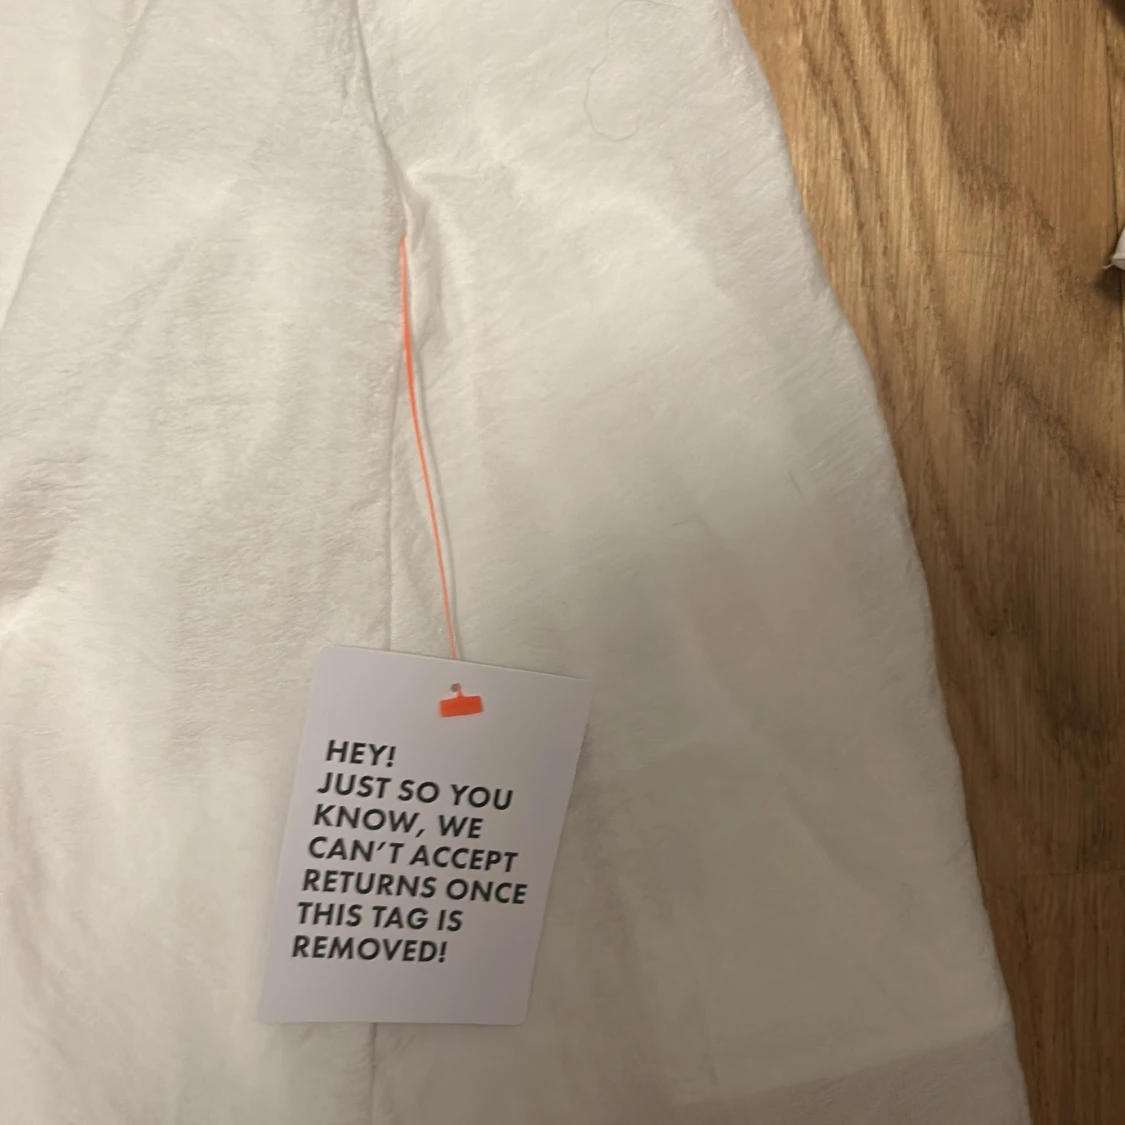 HEY!
JUST SO YOU
KNOW, WE
CAN'T ACCEPT
RETURNS ONCE
THIS TAG IS
REMOVED!